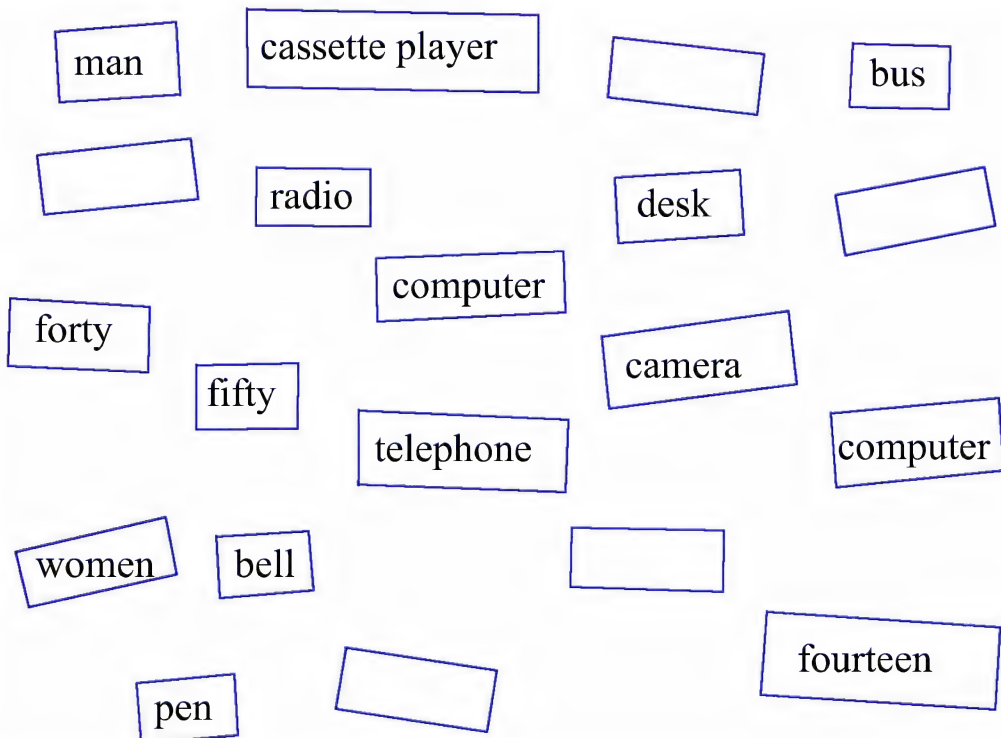 man
cassette player
bus
radio
desk
computer
forty
camera
fifty
telephone
computer
women
bell
fourteen
pen